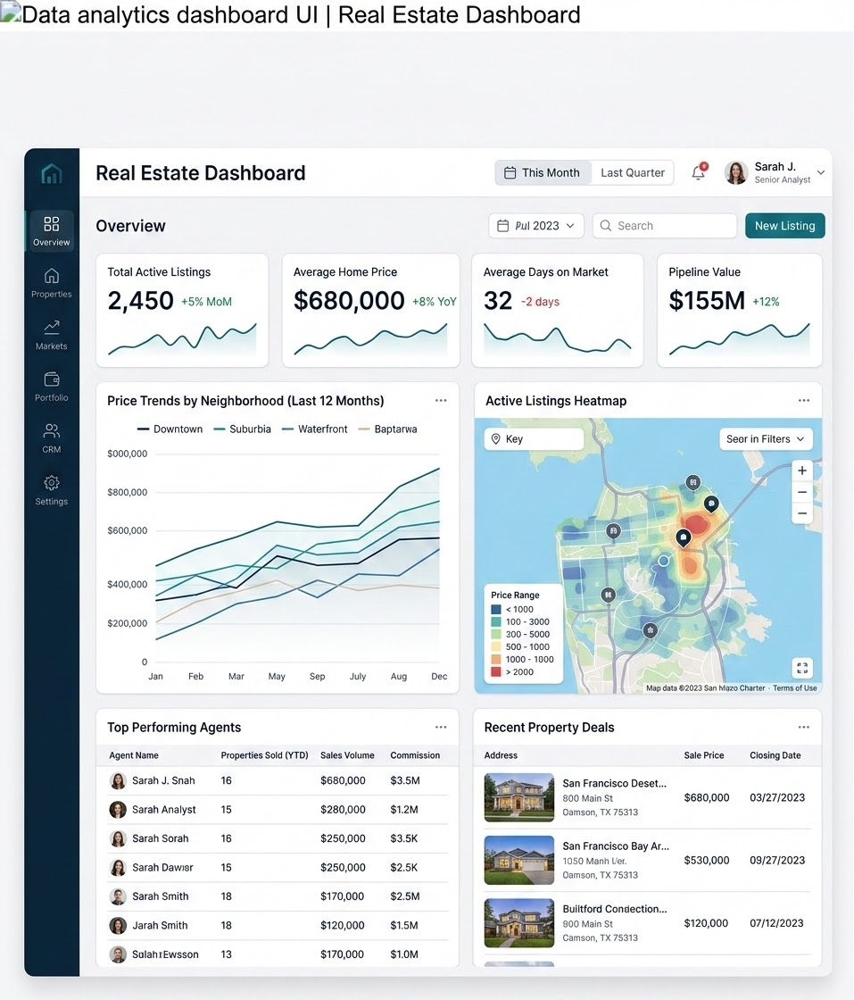 Data analytics dashboard UI | Real Estate Dashboard
Real Estate Dashboard
This Month
Last Quarter
Sarah J.
Senior Analyst
Overview
Properties
Markets
Portfolio
CRM
Settings
Overview
Pul 2023
Search
New Listing
Total Active Listings
2,450 +5% MoM
Average Home Price
$680,000 +8% YoY
Average Days on Market
32 -2 days
Pipeline Value
$155M +12%
Price Trends by Neighborhood (Last 12 Months)
Downtown Suburbia Waterfront Baptarwa
$000,000
$800,000
$600,000
$400,000
$200,000
0
Jan Feb Mar May Sep July Aug Dec
Active Listings Heatmap
Key
Seor in Filters
+
−
−
Price Range
< 1000
100 - 3000
200 - 5000
500 - 1000
1000 - 1800
> 2000
Map data ©2023 San Mazo Charter · Terms of Use
Top Performing Agents
Agent Name Properties Sold (YTD) Sales Volume Commission
Sarah J. Snah 16 $680,000 $3.5M
Sarah Analyst 15 $280,000 $1.2M
Sarah Sorah 16 $250,000 $3.5K
Sarah 15 $250,000 $2.5K
Sarah Smith 18 $170,000 $2.5M
Jarah Smith 18 $120,000 $1.5M
13 $170,000 $1.0M
Recent Property Deals
Address Sale Price Closing Date
San Francisco Deset...
800 Main St
Oamson, TX 75313
$680,000 03/27/2023
San Francisco Bay Ar...
1050 Manh
Oamson, TX 75313
$530,000 09/27/2023
Builtford Condection...
900 Main St
Camson, TX 75313
$120,000 07/12/2023